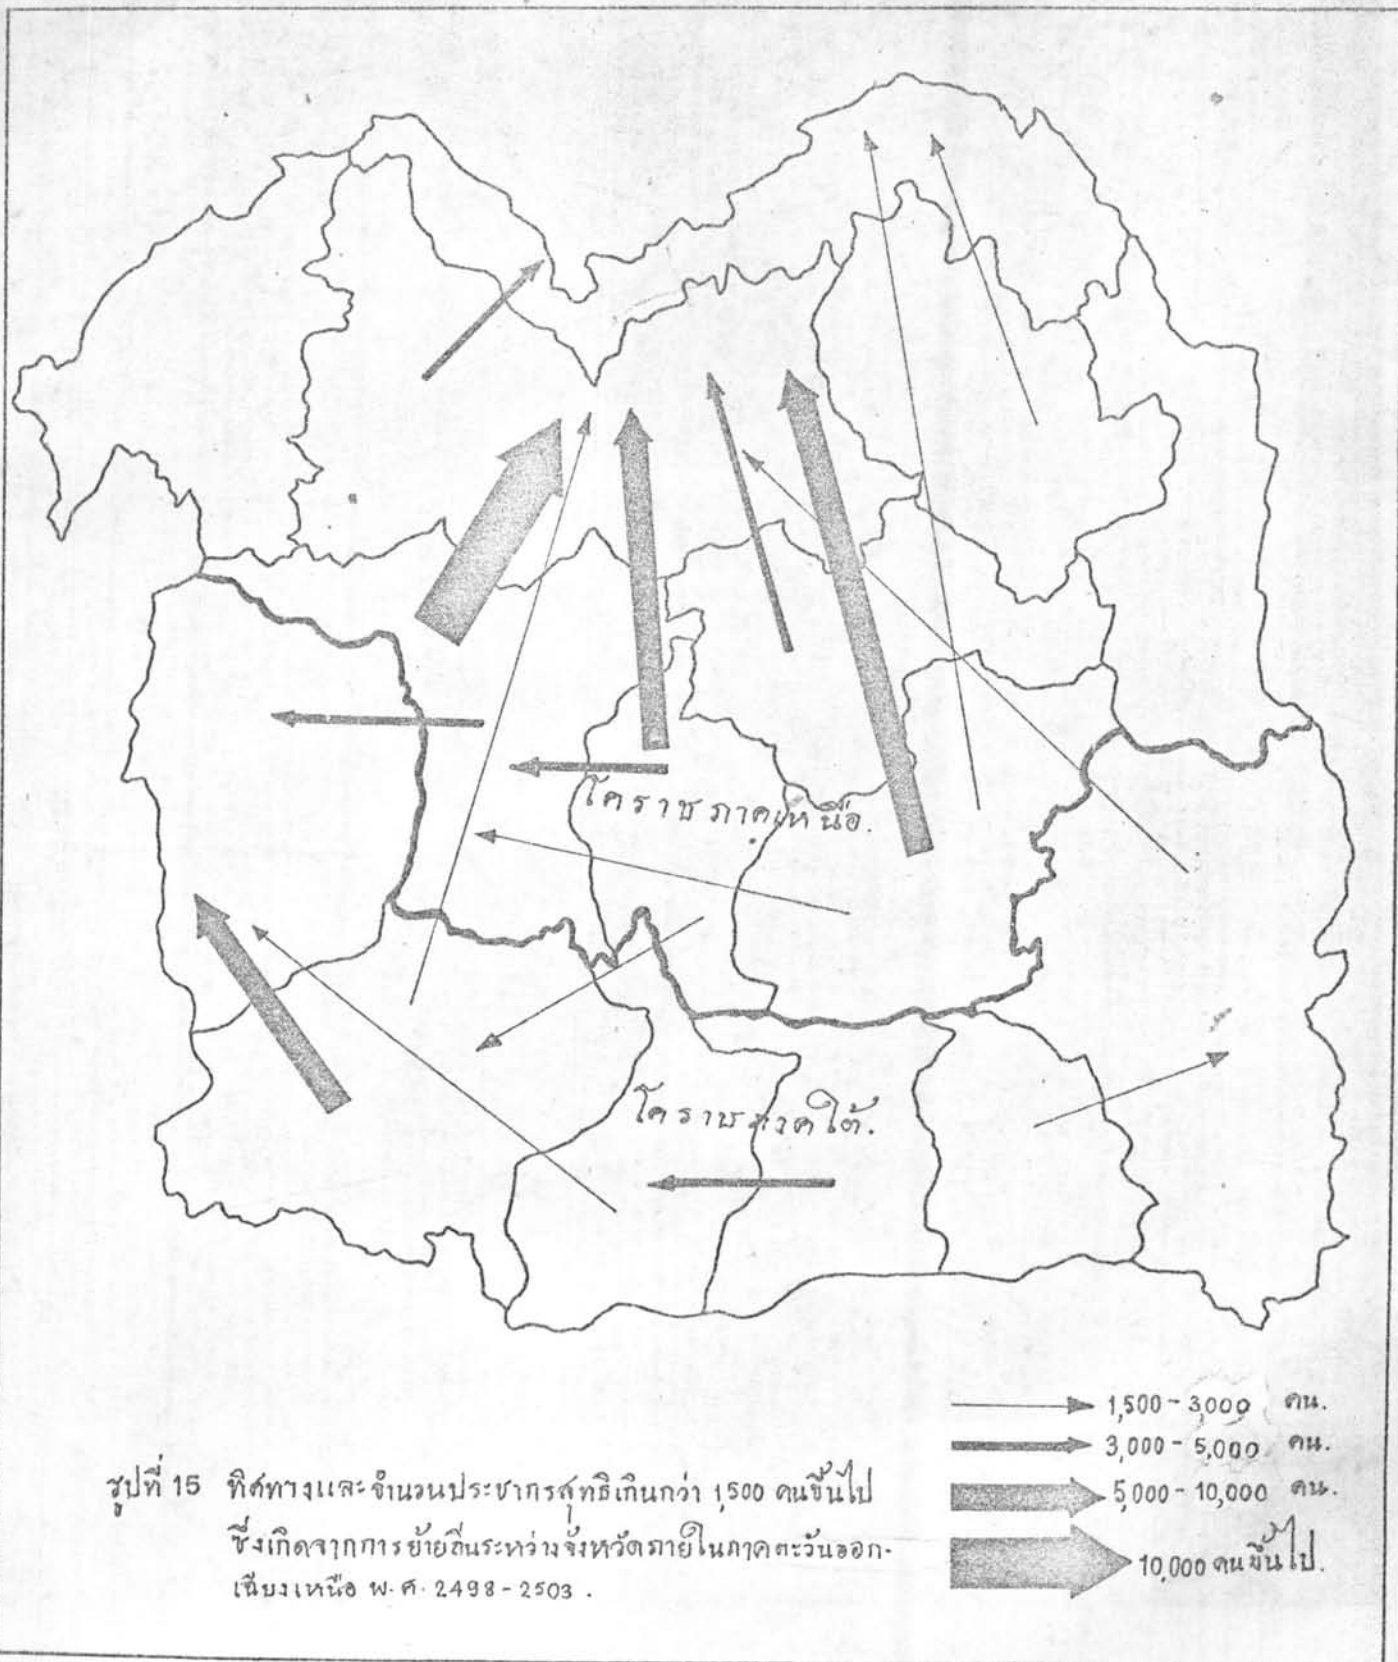 โคราชภาคเหนือ.
โคราชภาคใต้.
1,500 - 3,000 คน.
3,000 - 5,000 คน.
5,000 - 10,000 คน.
10,000 คนขึ้นไป.
รูปที่ 15 ทิศทางและจำนวนประชากรสุทธิเกินกว่า 1,500 คนขึ้นไป
ซึ่งเกิดจากการย้ายถิ่นระหว่างจังหวัดภายในภาคตะวันออก-
เฉียงเหนือ พ.ศ. 2498 - 2503 .